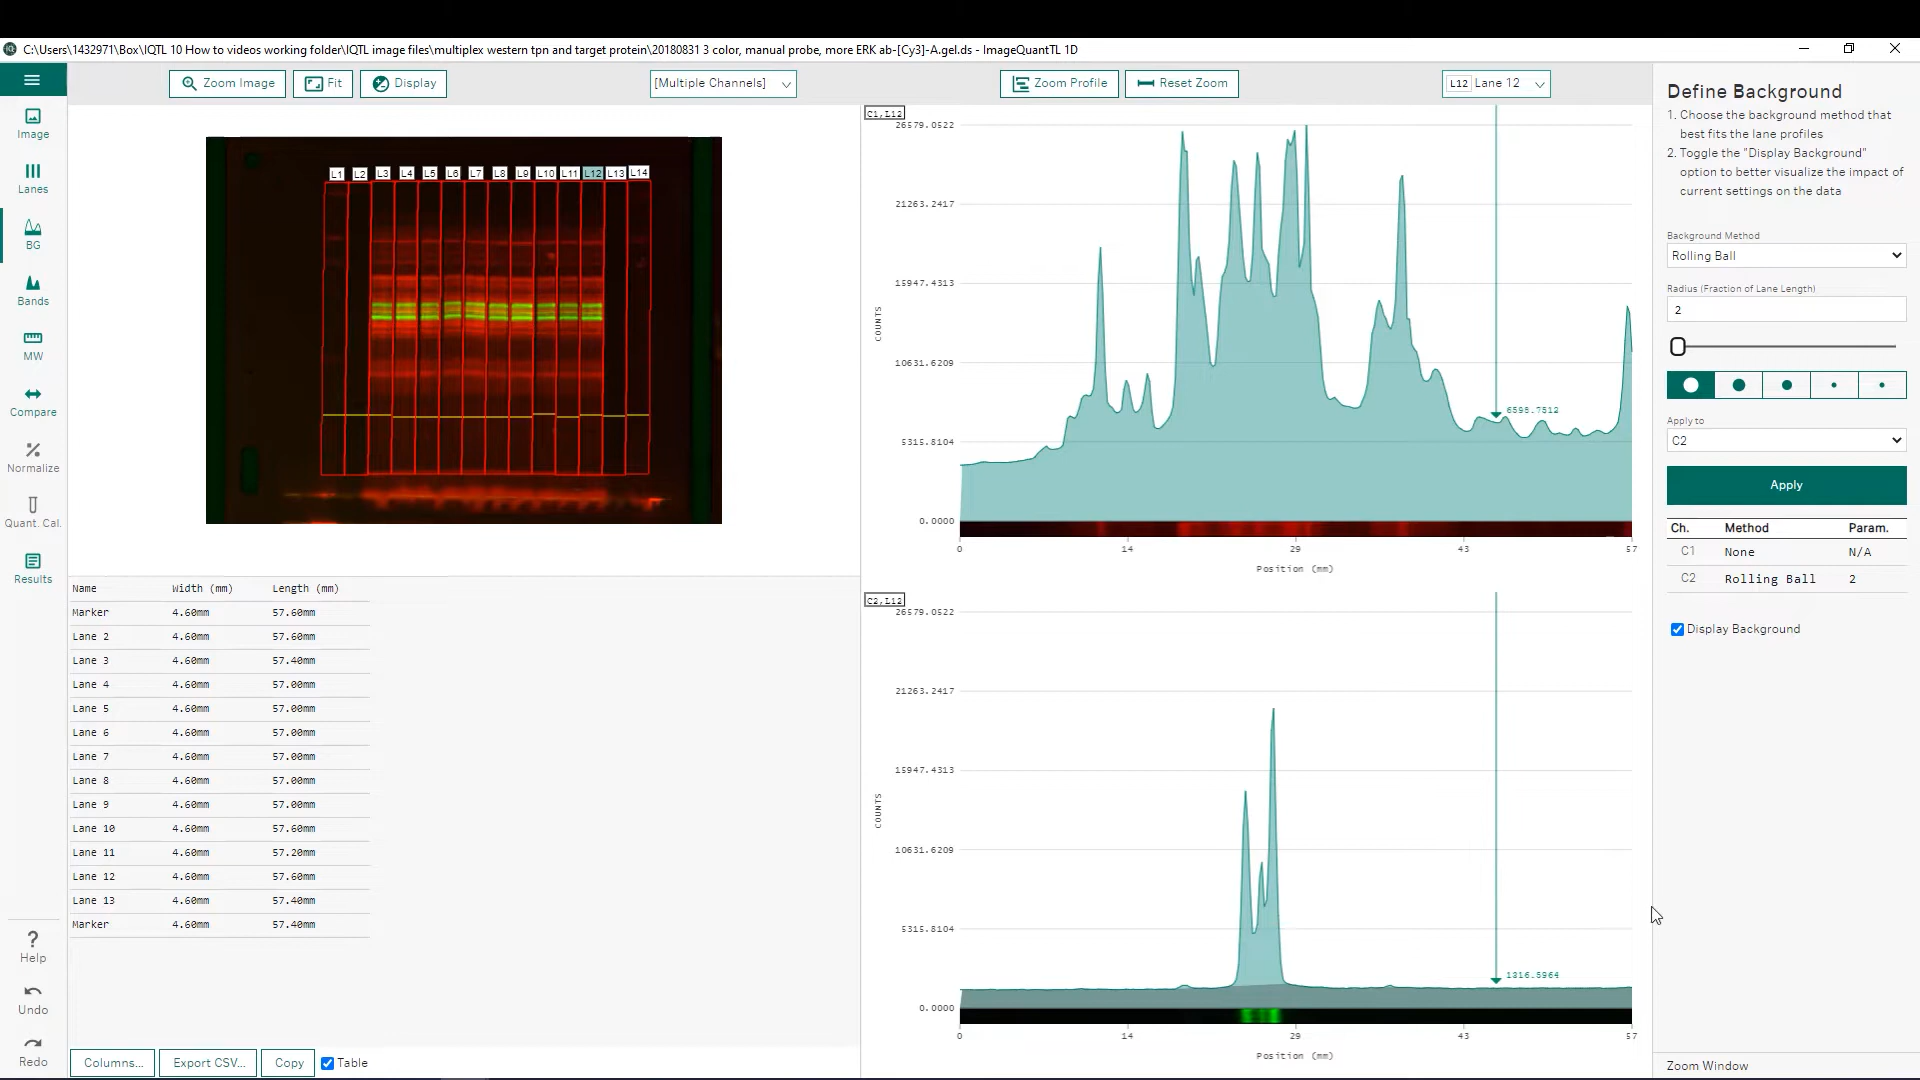 C:\Users\1432971\Box\IQTL 10 How to videos working folder\IQTL image files\multiplex western tpn and target protein\20180831 3 color, manual probe, more ERK ab-[Cy3]-A.gel.ds - ImageQuantTL 1D
Image
Lanes
BG
Bands
MW
Compare
Normalize
Quant. Cal.
Results
Help
Undo
Redo
Zoom Image
Fit
Display
[Multiple Channels]
Zoom Profile
Reset Zoom
L12 Lane 12
L1 L2 L3 L4 L5 L6 L7 L8 L9 L10 L11 L12 L13 L14
Name Width (mm) Length (mm)
Marker 4.60mm 57.60mm
Lane 2 4.60mm 57.60mm
Lane 3 4.60mm 57.40mm
Lane 4 4.60mm 57.00mm
Lane 5 4.60mm 57.00mm
Lane 6 4.60mm 57.00mm
Lane 7 4.60mm 57.00mm
Lane 8 4.60mm 57.00mm
Lane 9 4.60mm 57.00mm
Lane 10 4.60mm 57.60mm
Lane 11 4.60mm 57.20mm
Lane 12 4.60mm 57.60mm
Lane 13 4.60mm 57.40mm
Marker 4.60mm 57.40mm
Columns...
Export CSV...
Copy
Table
C1,L12
26579.0522
21263.2417
15947.4313
10631.6209
5315.8104
0.0000
COUNTS
6598.7512
0 14 29 43 57
Position (mm)
C2,L12
26579.0522
21263.2417
15947.4313
10631.6209
5315.8104
0.0000
COUNTS
1316.5964
0 14 29 43 57
Position (mm)
Define Background
1. Choose the background method that
best fits the lane profiles
2. Toggle the "Display Background"
option to better visualize the impact of
current settings on the data
Background Method
Rolling Ball
Radius (Fraction of Lane Length)
2
Apply to
C2
Apply
Ch. Method Param.
C1 None N/A
C2 Rolling Ball 2
Display Background
Zoom Window